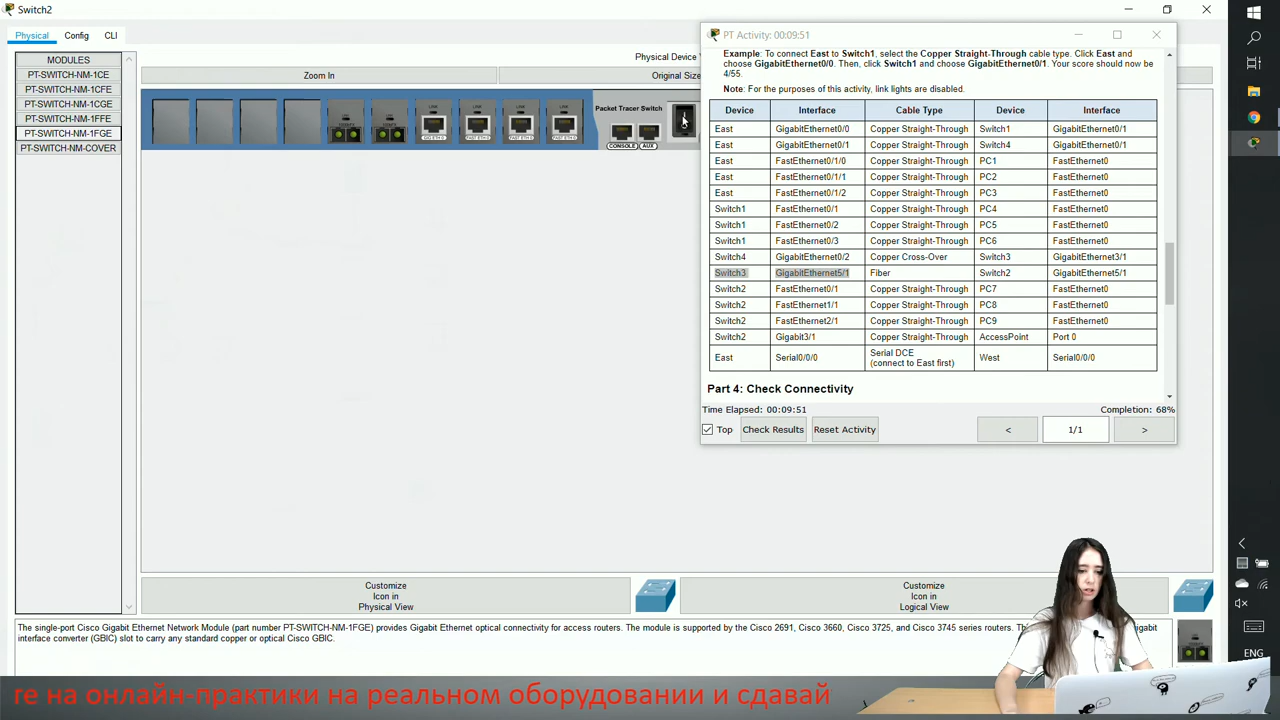 Switch2
Physical
Config
CLI
MODULES
PT-SWITCH-NM-1CE
PT-SWITCH-NM-1CFE
PT-SWITCH-NM-1CGE
PT-SWITCH-NM-1FFE
PT-SWITCH-NM-1FGE
PT-SWITCH-NM-COVER
Physical Device
Zoom In
Original Size
Packet Tracer Switch
CONSOLE
AUX
PT Activity: 00:09:51
Example: To connect East to Switch1, select the Copper Straight-Through cable type. Click East and
choose GigabitEthernet0/0. Then, click Switch1 and choose GigabitEthernet0/1. Your score should now be
4/55.
Note: For the purposes of this activity, link lights are disabled.
Device Interface Cable Type Device Interface
East GigabitEthernet0/0 Copper Straight-Through Switch1 GigabitEthernet0/1
East GigabitEthernet0/1 Copper Straight-Through Switch4 GigabitEthernet0/1
East FastEthernet0/1/0 Copper Straight-Through PC1 FastEthernet0
East FastEthernet0/1/1 Copper Straight-Through PC2 FastEthernet0
East FastEthernet0/1/2 Copper Straight-Through PC3 FastEthernet0
Switch1 FastEthernet0/1 Copper Straight-Through PC4 FastEthernet0
Switch1 FastEthernet0/2 Copper Straight-Through PC5 FastEthernet0
Switch1 FastEthernet0/3 Copper Straight-Through PC6 FastEthernet0
Switch4 GigabitEthernet0/2 Copper Cross-Over Switch3 GigabitEthernet3/1
Switch3 GigabitEthernet5/1 Fiber Switch2 GigabitEthernet5/1
Switch2 FastEthernet0/1 Copper Straight-Through PC7 FastEthernet0
Switch2 FastEthernet1/1 Copper Straight-Through PC8 FastEthernet0
Switch2 FastEthernet2/1 Copper Straight-Through PC9 FastEthernet0
Switch2 Gigabit3/1 Copper Straight-Through AccessPoint Port 0
East Serial0/0/0 Serial DCE (connect to East first) West Serial0/0/0
Part 4: Check Connectivity
Time Elapsed: 00:09:51
Completion: 68%
Top
Check Results
Reset Activity
<
1/1
>
Customize
Icon in
Physical View
Customize
Icon in
Logical View
The single-port Cisco Gigabit Ethernet Network Module (part number PT-SWITCH-NM-1FGE) provides Gigabit Ethernet optical connectivity for access routers. The module is supported by the Cisco 2691, Cisco 3660, Cisco 3725, and Cisco 3745 series routers. Th igabit
interface converter (GBIC) slot to carry any standard copper or optical Cisco GBIC.
ENG
ге на онлайн-практики на реальном оборудовании и сдавай